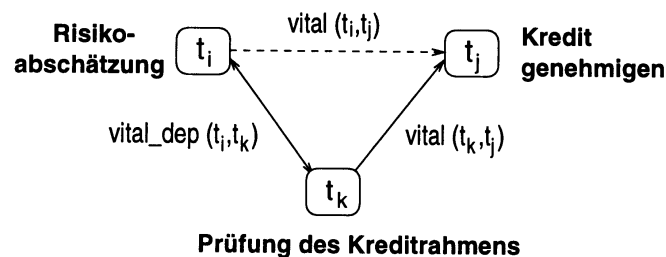 vital (ti,tj)
Risiko-
abschätzung
ti
tj
Kredit
genehmigen
vital_dep (ti,tk)
vital (tk,tj)
tk
Prüfung des Kreditrahmens